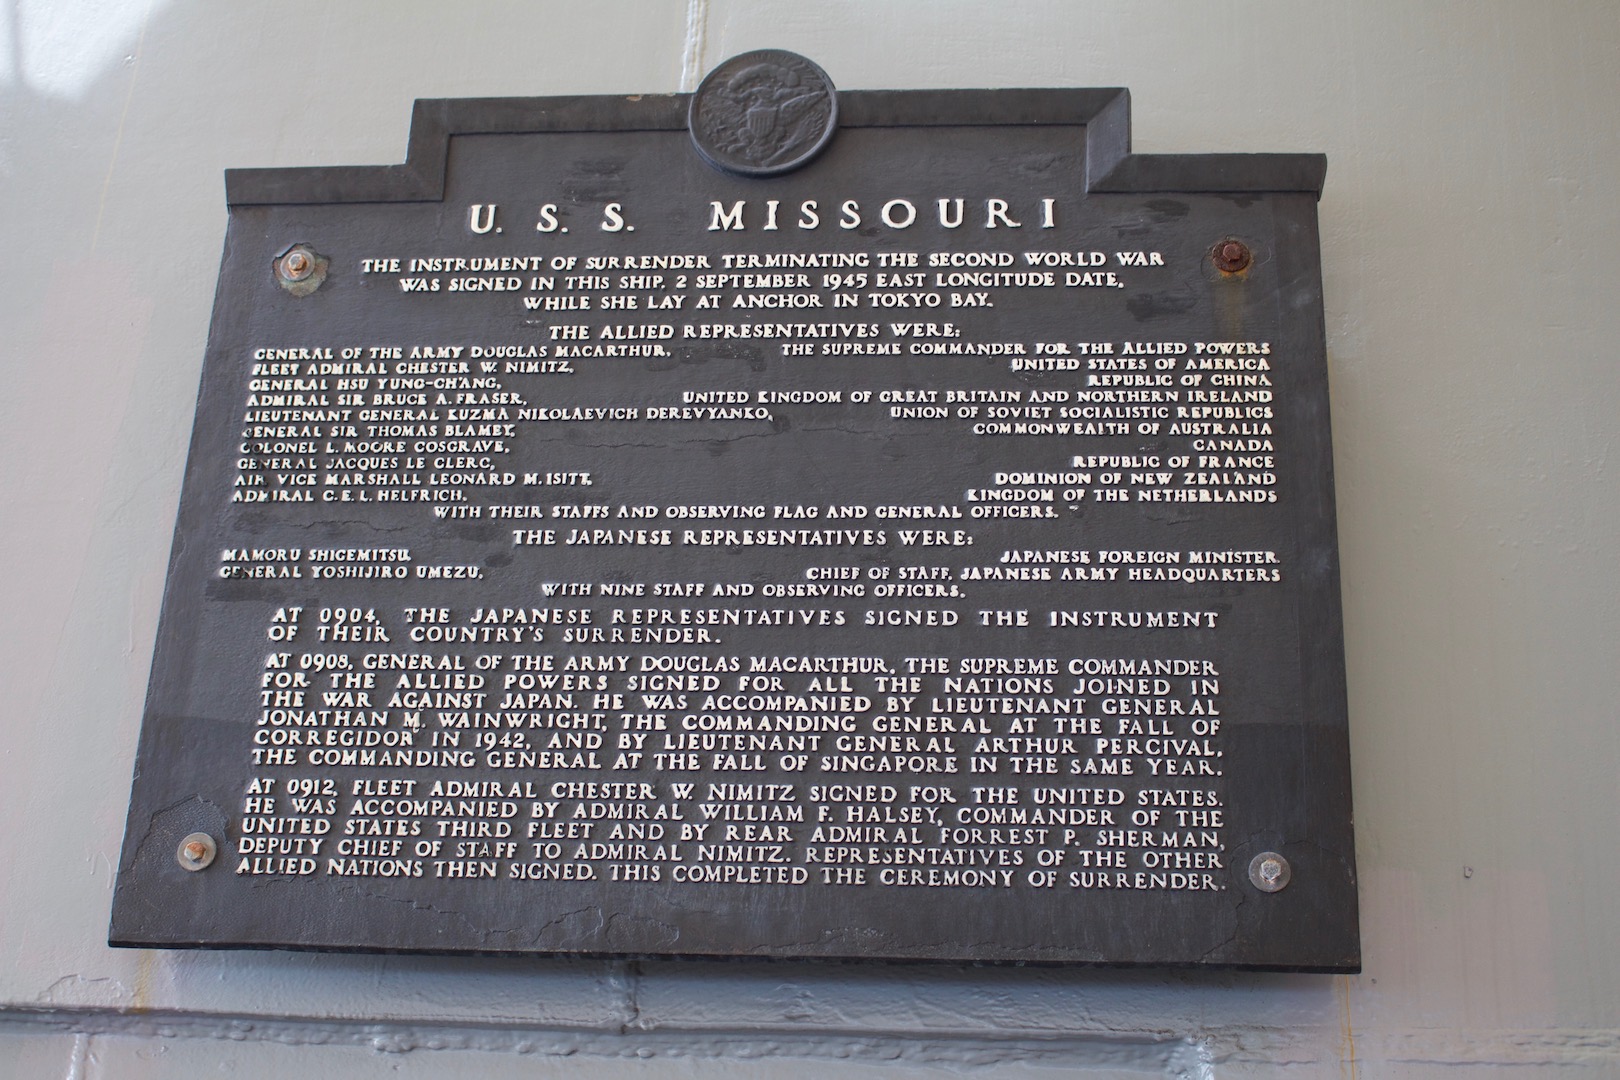 U. S. S. MISSOURI
THE INSTRUMENT OF SURRENDER TERMINATING THE SECOND WORLD WAR
WAS SIGNED IN THIS SHIP, 2 SEPTEMBER 1945 EAST LONGITUDE DATE,
WHILE SHE LAY AT ANCHOR IN TOKYO BAY.
THE ALLIED REPRESENTATIVES WERE:
GENERAL OF THE ARMY DOUGLAS MACARTHUR, THE SUPREME COMMANDER FOR THE ALLIED POWERS
FLEET ADMIRAL CHESTER W. NIMITZ, UNITED STATES OF AMERICA
GENERAL HSU YUNG-CH'ANG, REPUBLIC OF CHINA
ADMIRAL SIR BRUCE A. FRASER, UNITED KINGDOM OF GREAT BRITAIN AND NORTHERN IRELAND
LIEUTENANT GENERAL KUZMA NIKOLAEVICH DEREVYANKO, UNION OF SOVIET SOCIALISTIC REPUBLICS
GENERAL SIR THOMAS BLAMEY, COMMONWEALTH OF AUSTRALIA
COLONEL L. MOORE COSGRAVE, CANADA
GENERAL JACQUES LE CLERC, REPUBLIC OF FRANCE
AIR VICE MARSHALL LEONARD M. ISITT, DOMINION OF NEW ZEALAND
ADMIRAL C. E. L. HELFRICH. KINGDOM OF THE NETHERLANDS
WITH THEIR STAFFS AND OBSERVING FLAG AND GENERAL OFFICERS.
THE JAPANESE REPRESENTATIVES WERE:
MAMORU SHIGEMITSU JAPANESE FOREIGN MINISTER.
GENERAL YOSHIJIRO UMEZU, CHIEF OF STAFF, JAPANESE ARMY HEADQUARTERS
WITH NINE STAFF AND OBSERVING OFFICERS.
AT 0904, THE JAPANESE REPRESENTATIVES SIGNED THE INSTRUMENT
OF THEIR COUNTRY'S SURRENDER.
AT 0908, GENERAL OF THE ARMY DOUGLAS MACARTHUR, THE SUPREME COMMANDER
FOR THE ALLIED POWERS SIGNED FOR ALL THE NATIONS JOINED IN
THE WAR AGAINST JAPAN. HE WAS ACCOMPANIED BY LIEUTENANT GENERAL
JONATHAN M. WAINWRIGHT, THE COMMANDING GENERAL AT THE FALL OF
CORREGIDOR IN 1942, AND BY LIEUTENANT GENERAL ARTHUR PERCIVAL,
THE COMMANDING GENERAL AT THE FALL OF SINGAPORE IN THE SAME YEAR.
AT 0912, FLEET ADMIRAL CHESTER W. NIMITZ SIGNED FOR THE UNITED STATES.
HE WAS ACCOMPANIED BY ADMIRAL WILLIAM F. HALSEY, COMMANDER OF THE
UNITED STATES THIRD FLEET AND BY REAR ADMIRAL FORREST P. SHERMAN,
DEPUTY CHIEF OF STAFF TO ADMIRAL NIMITZ. REPRESENTATIVES OF THE OTHER
ALLIED NATIONS THEN SIGNED. THIS COMPLETED THE CEREMONY OF SURRENDER.